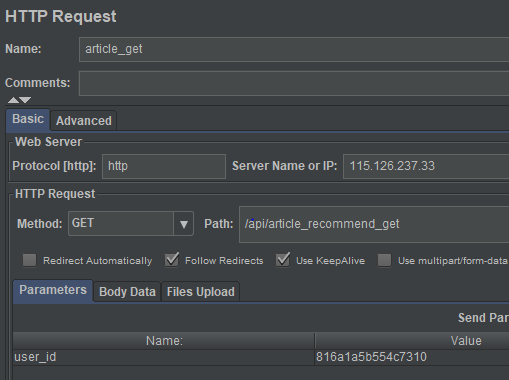 HTTP Request
Name: article_get
Comments:
Basic Advanced
Web Server
Protocol [http]: http Server Name or IP: 115.126.237.33
HTTP Request
Method: GET Path: /api/article_recommend_get
Redirect Automatically Follow Redirects Use KeepAlive Use multipart/form-data
Parameters Body Data Files Upload
Send Par
Name: Value
user_id 816a1a5b554c7310